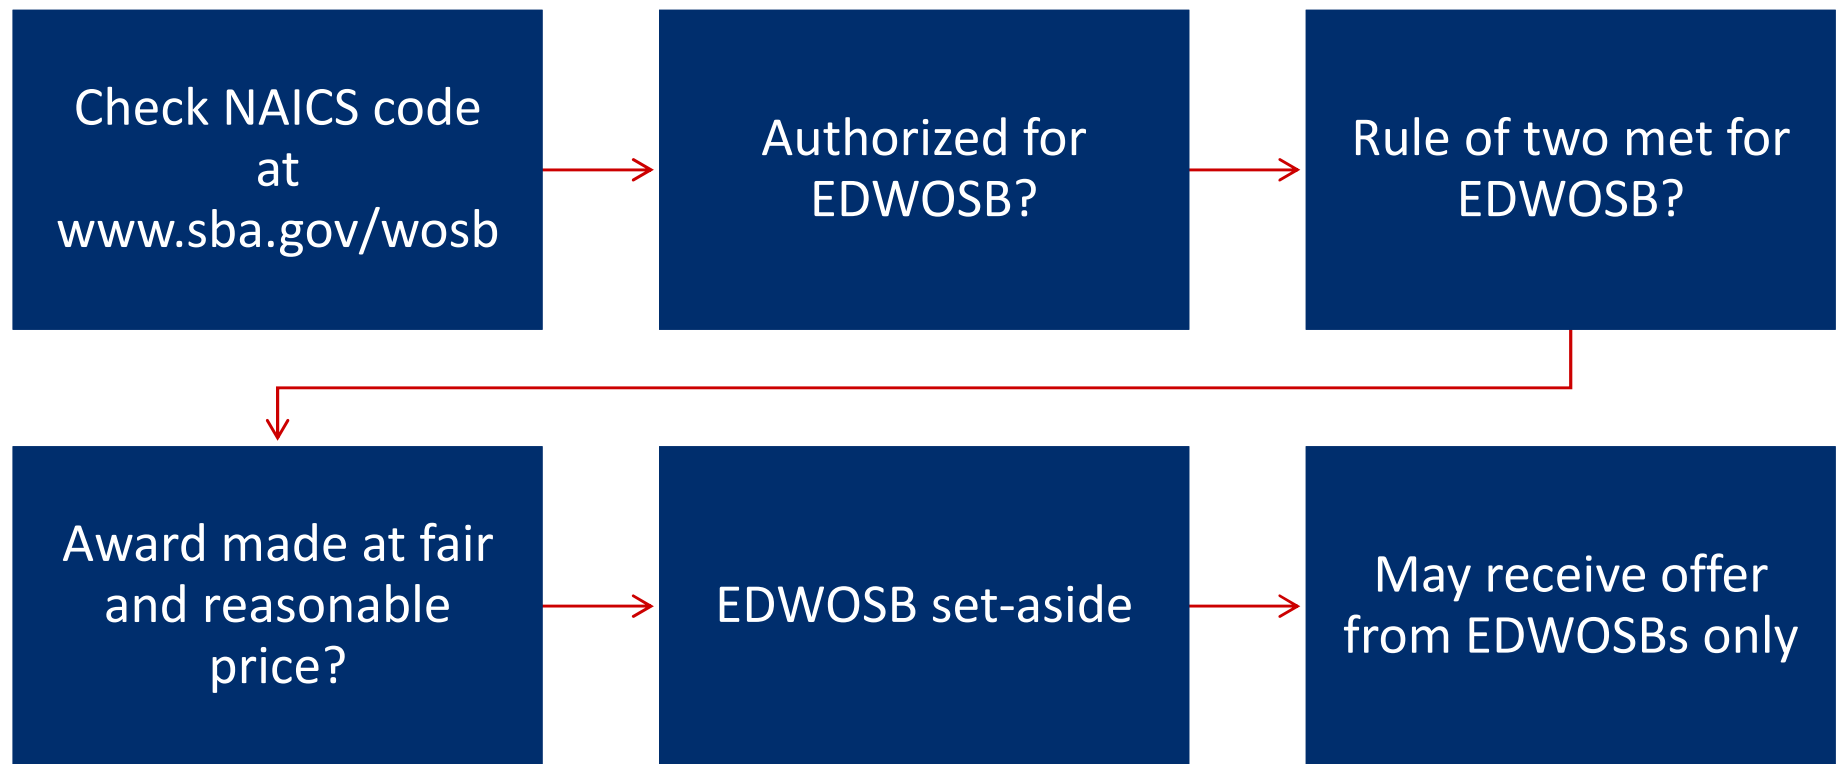 Check NAICS code
at
www.sba.gov/wosb
Authorized for
EDWOSB?
Rule of two met for
EDWOSB?
Award made at fair
and reasonable
price?
EDWOSB set-aside
May receive offer
from EDWOSBs only